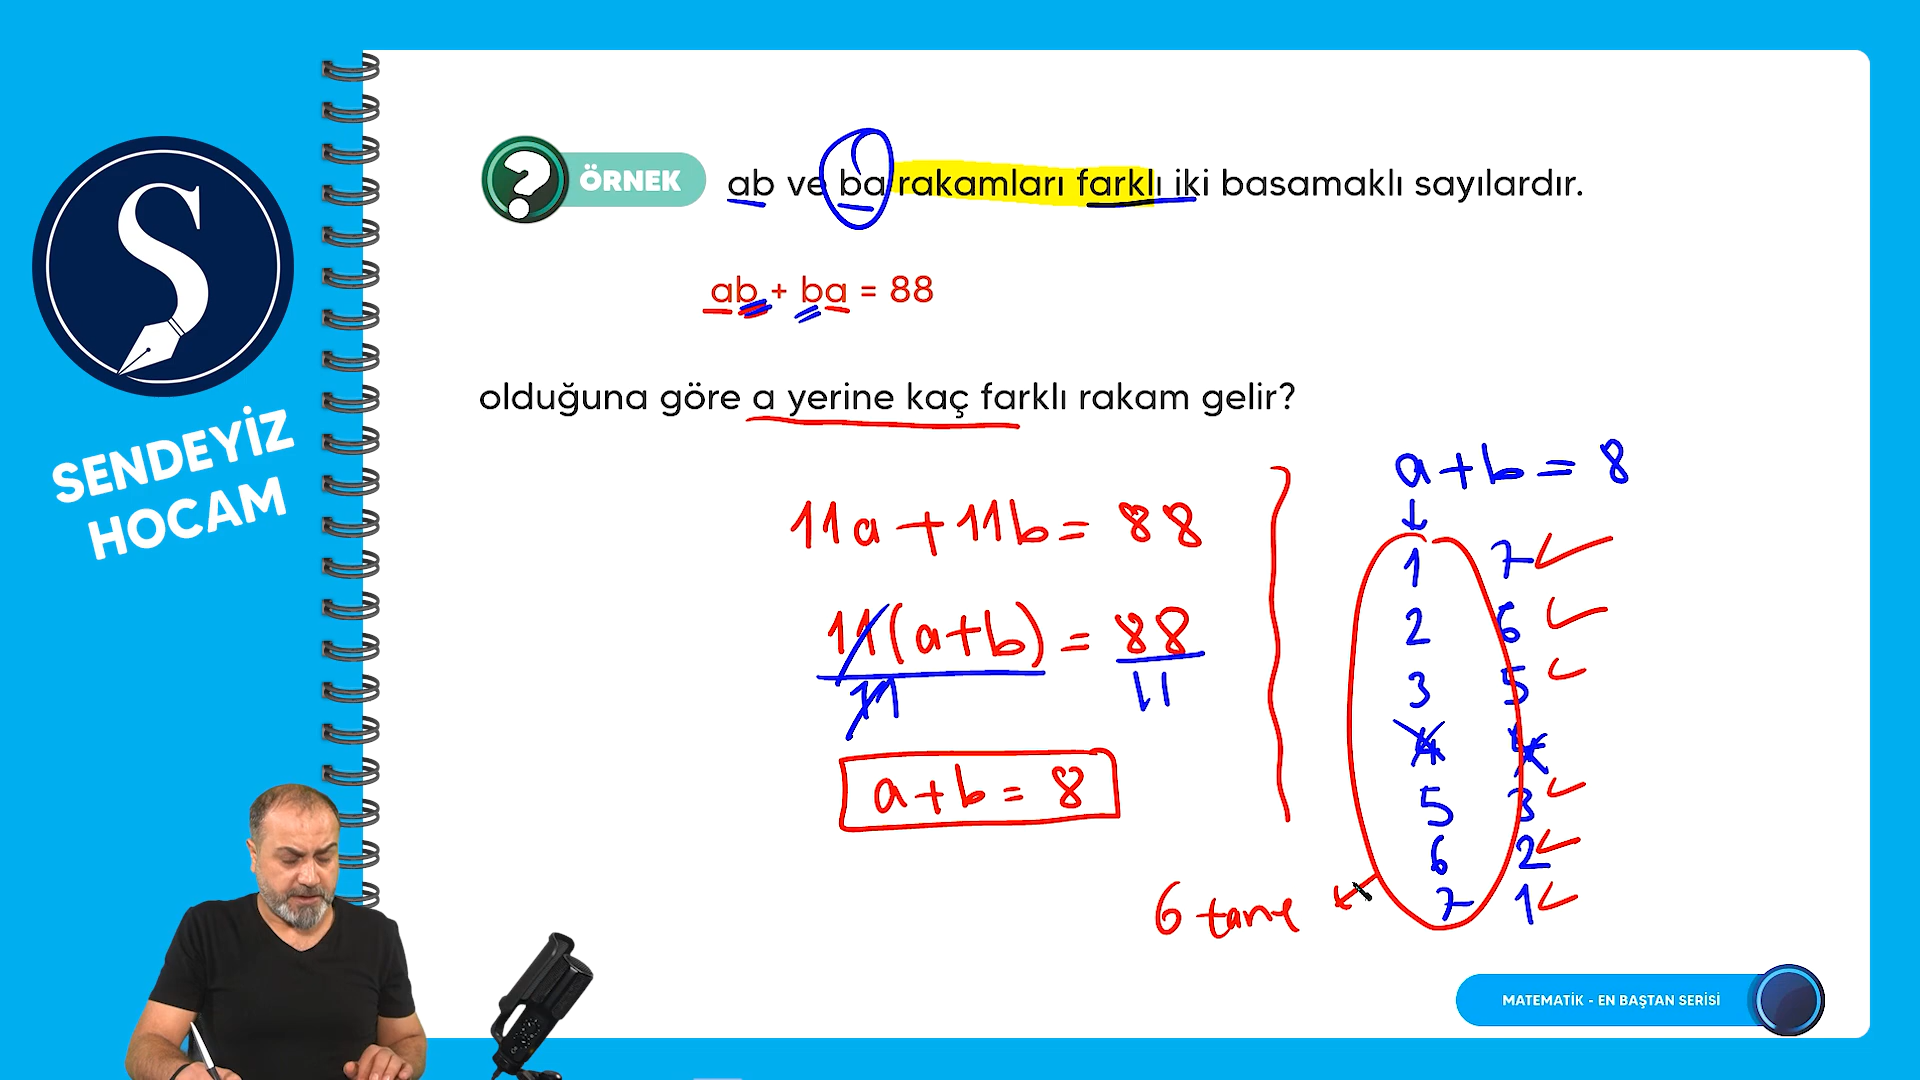 S
SENDEYİZ
HOCAM
?
ÖRNEK
ab ve ba rakamları farklı iki basamaklı sayılardır.
ab + ba = 88
olduğuna göre a yerine kaç farklı rakam gelir?
11a + 11b = 88
11(a+b) = 88
11 11
a+b = 8
a+b = 8
1 7
2 6
3 5
4 4
5 3
6 2
7 1
6 tane
MATEMATİK - EN BAŞTAN SERİSİ